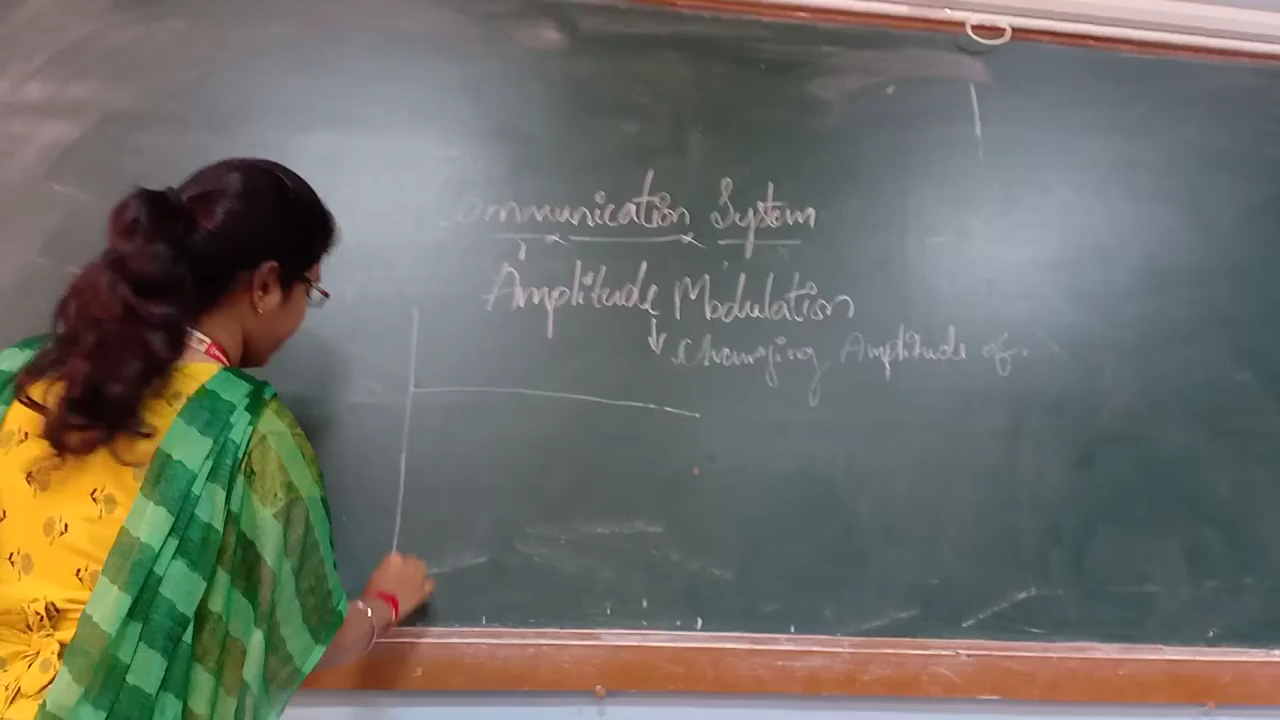 Communication System
Amplitude Modulation
Changing Amplitude of